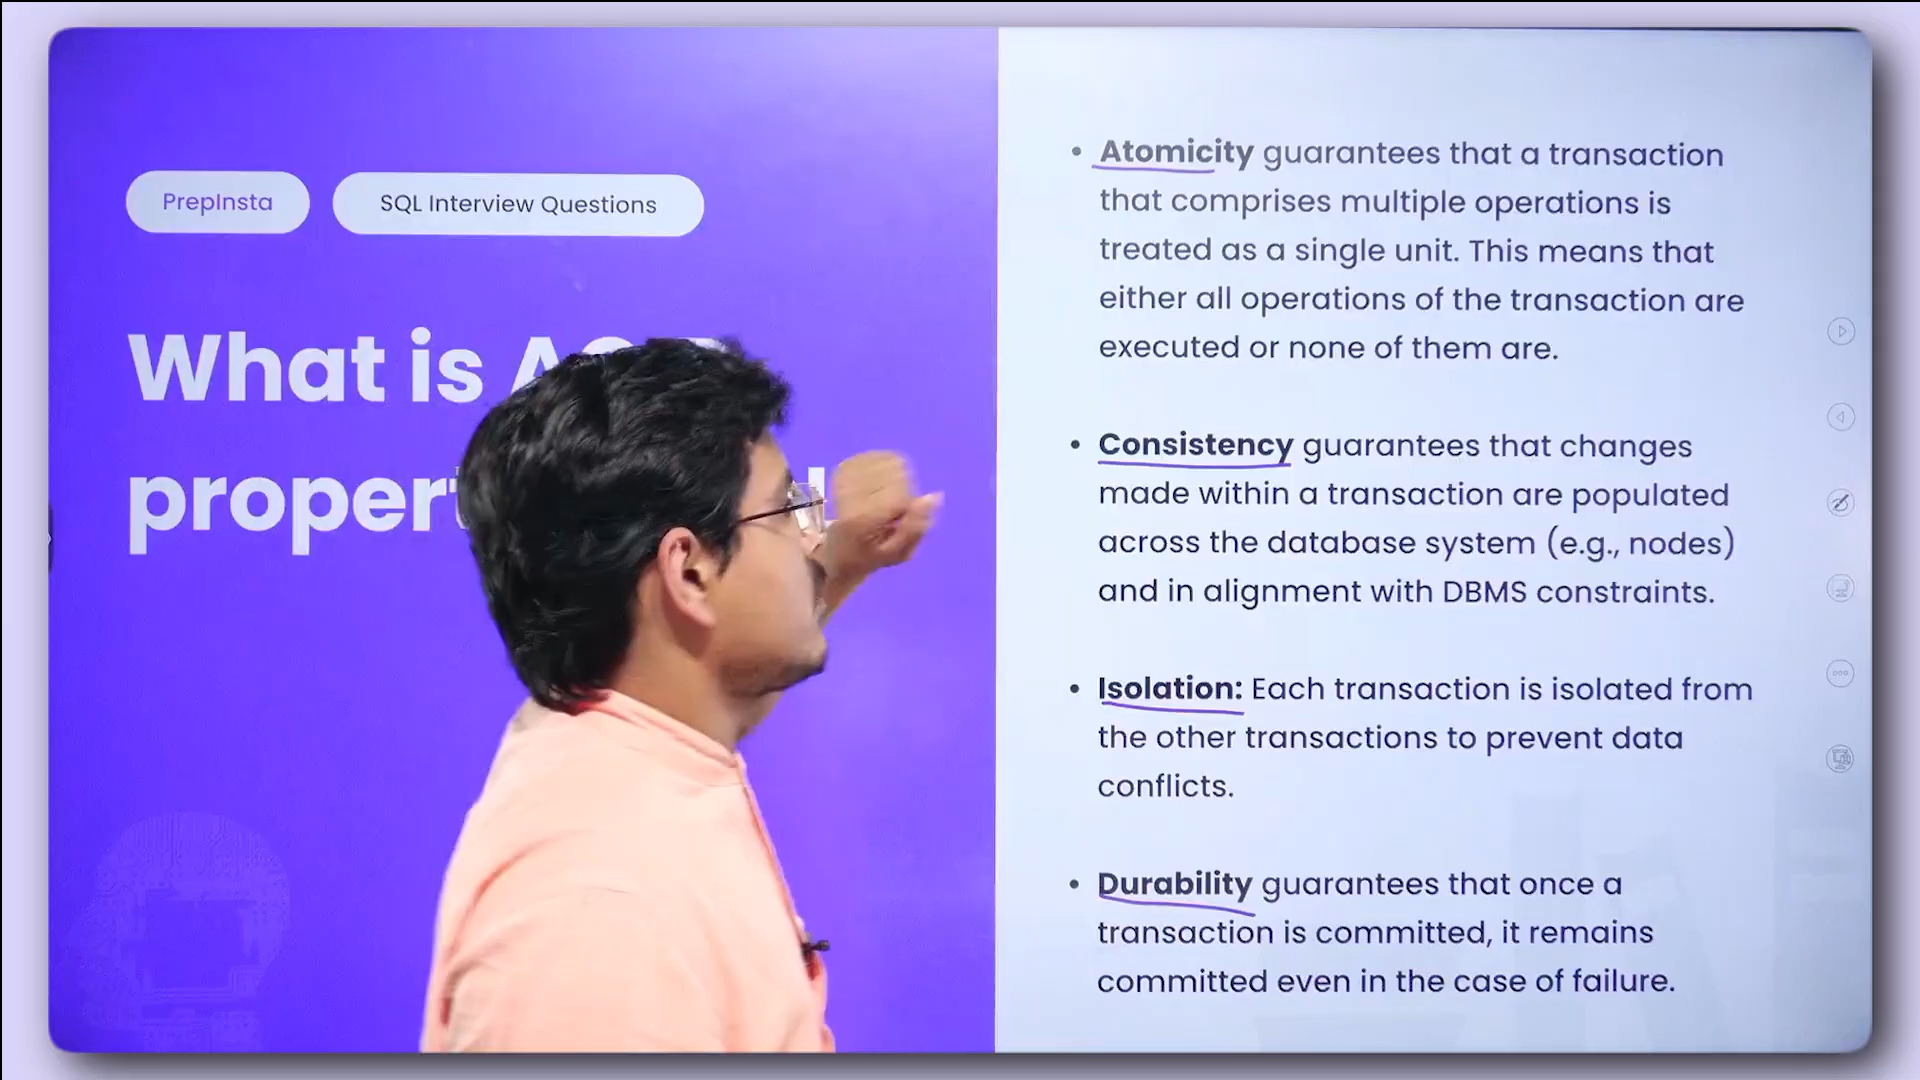 PrepInsta
SQL Interview Questions
What is
• Atomicity guarantees that a transaction
that comprises multiple operations is
treated as a single unit. This means that
either all operations of the transaction are
executed or none of them are.
• Consistency guarantees that changes
made within a transaction are populated
across the database system (e.g., nodes)
and in alignment with DBMS constraints.
• Isolation: Each transaction is isolated from
the other transactions to prevent data
conflicts.
• Durability guarantees that once a
transaction is committed, it remains
committed even in the case of failure.